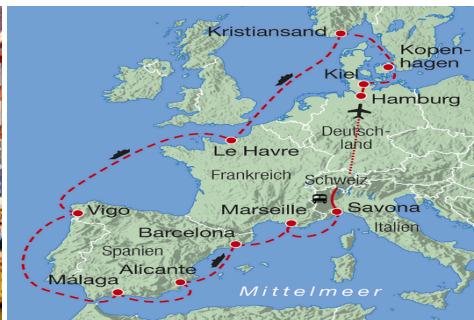 Kristiansand
Kopen-
hagen
Kiel
Hamburg
Deutsch-
land
Le Havre
Schweiz
Frankreich
Vigo
Marseille
Savona
Barcelona
Italien
Spanien
Alicante
Málaga
Mittelmeer